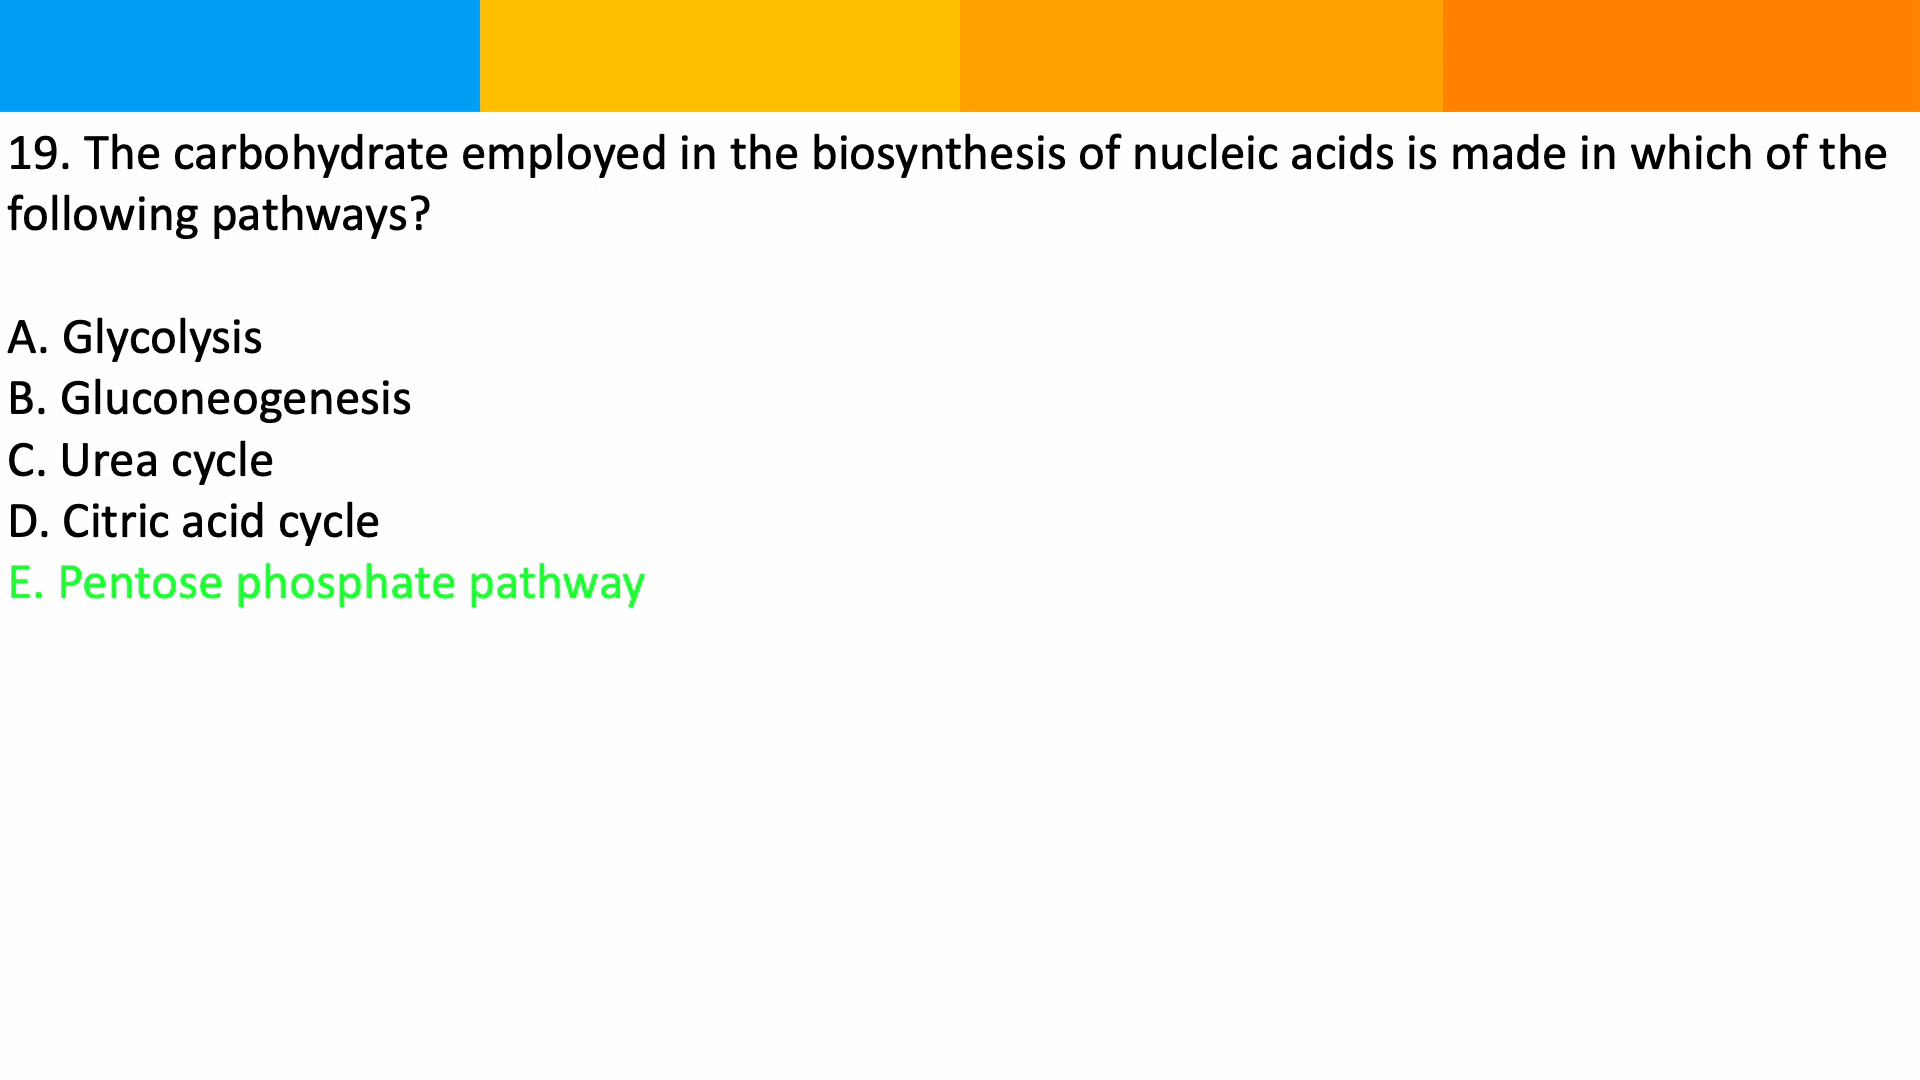 19. The carbohydrate employed in the biosynthesis of nucleic acids is made in which of the
following pathways?
A. Glycolysis
B. Gluconeogenesis
C. Urea cycle
D. Citric acid cycle
E. Pentose phosphate pathway